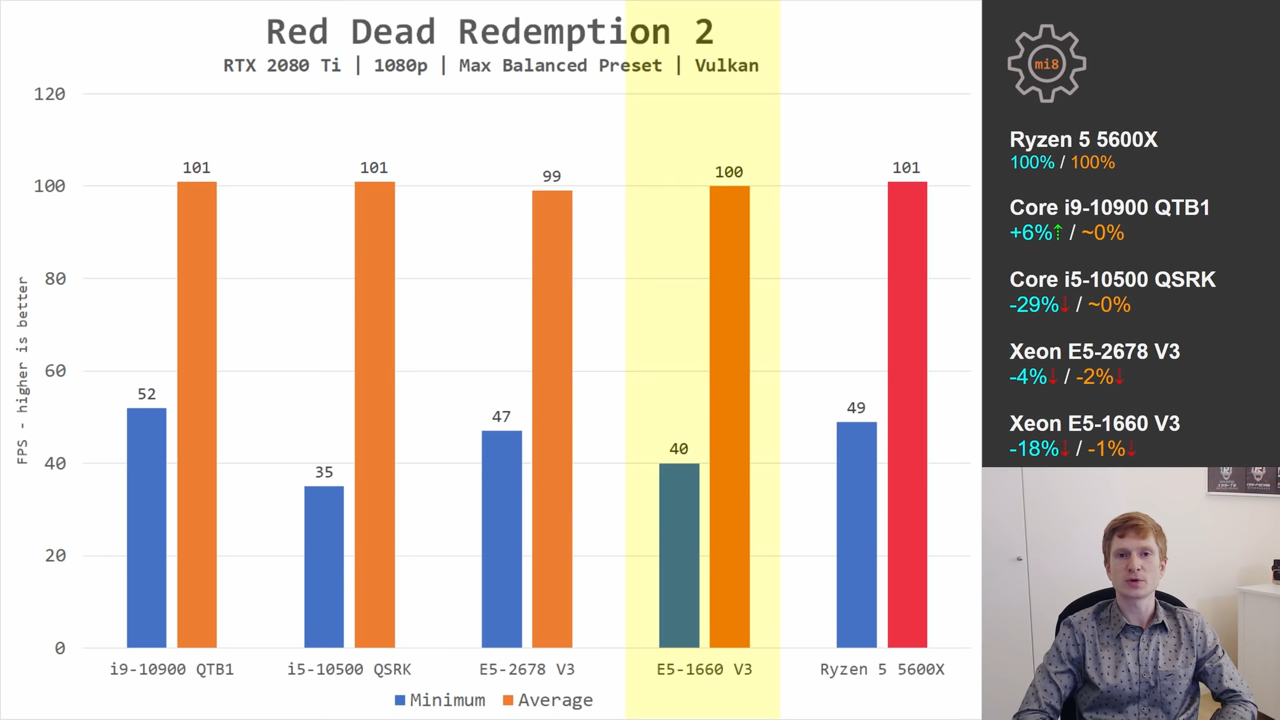 Red Dead Redemption 2
RTX 2080 Ti | 1080p | Max Balanced Preset | Vulkan
FPS - higher is better
120
100
80
60
40
20
0
52
101
35
101
47
99
40
100
49
101
i9-10900 QTB1
i5-10500 QSRK
E5-2678 V3
E5-1660 V3
Ryzen 5 5600X
Minimum
Average
mi8
Ryzen 5 5600X
100% / 100%
Core i9-10900 QTB1
+6%↑ / ~0%
Core i5-10500 QSRK
-29%↓ / ~0%
Xeon E5-2678 V3
-4%↓ / -2%↓
Xeon E5-1660 V3
-18%↓ / -1%↓